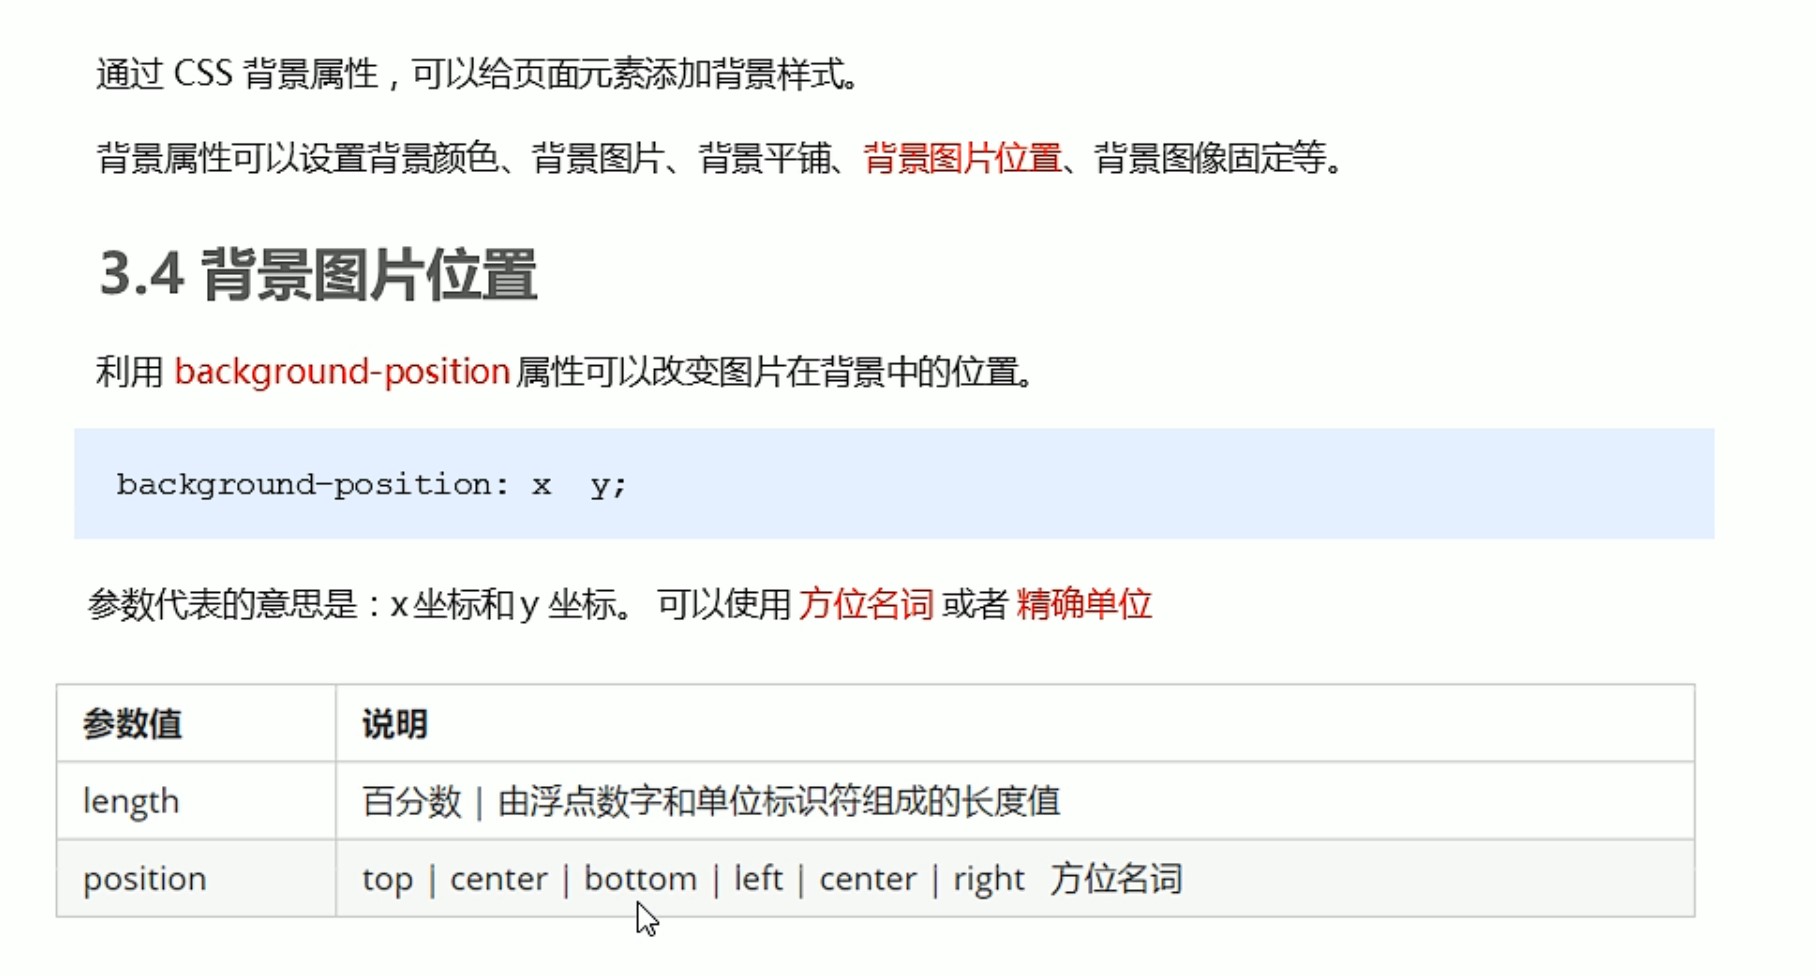 通过 CSS 背景属性，可以给页面元素添加背景样式。
背景属性可以设置背景颜色、背景图片、背景平铺、背景图片位置、背景图像固定等。
3.4 背景图片位置
利用 background-position 属性可以改变图片在背景中的位置。
background-position: x  y;
参数代表的意思是：x 坐标和 y 坐标。 可以使用 方位名词 或者 精确单位
参数值 说明
length 百分数 | 由浮点数字和单位标识符组成的长度值
position top | center | bottom | left | center | right 方位名词